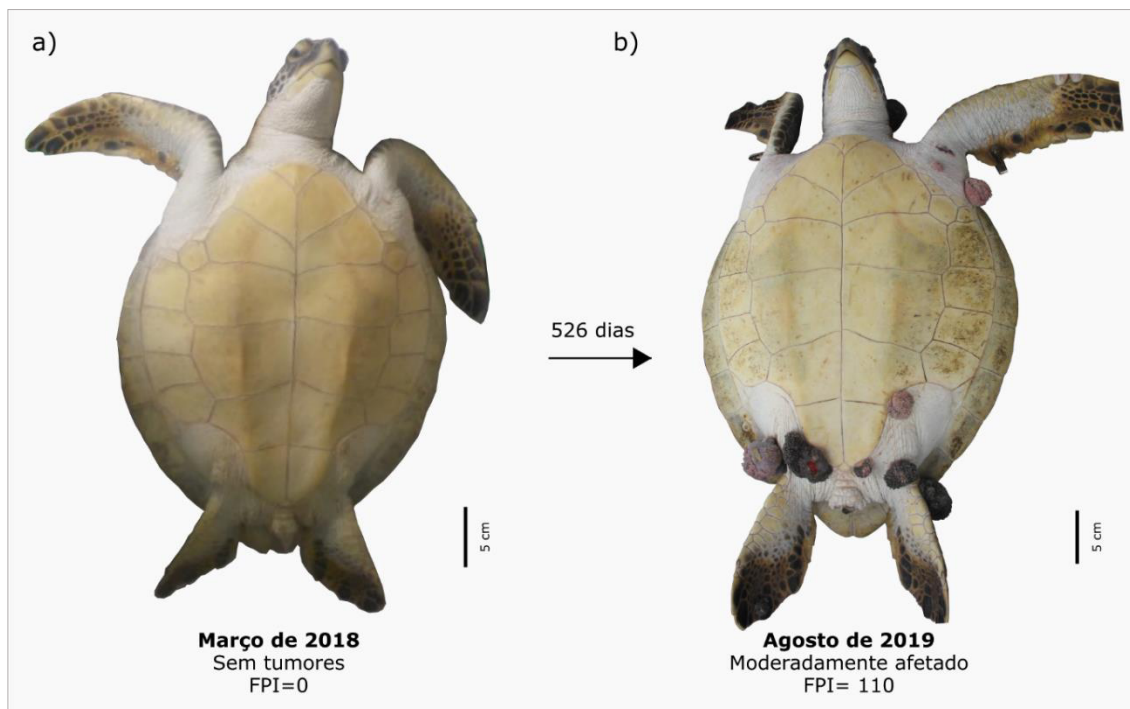 a)
b)
526 dias
5 cm
5 cm
Março de 2018
Sem tumores
FPI=0
Agosto de 2019
Moderadamente afetado
FPI= 110